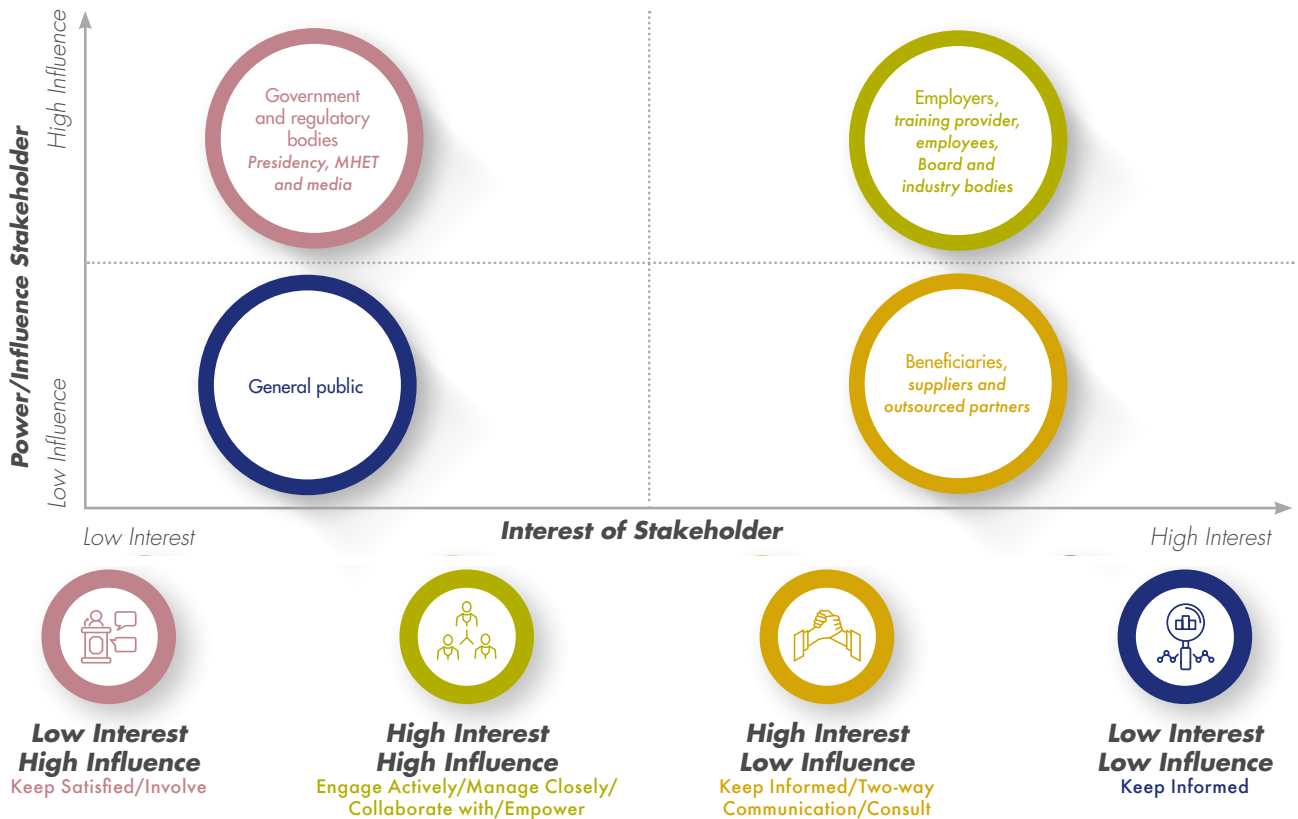 Power/Influence Stakeholder
High Influence
Low Influence
Government
and regulatory
bodies
Presidency, MHET
and media
Employers,
training provider,
employees,
Board and
industry bodies
General public
Beneficiaries,
suppliers and
outsourced partners
Low Interest
Interest of Stakeholder
High Interest
Low Interest
High Influence
Keep Satisfied/Involve
High Interest
High Influence
Engage Actively/Manage Closely/
Collaborate with/Empower
High Interest
Low Influence
Keep Informed/Two-way
Communication/Consult
Low Interest
Low Influence
Keep Informed